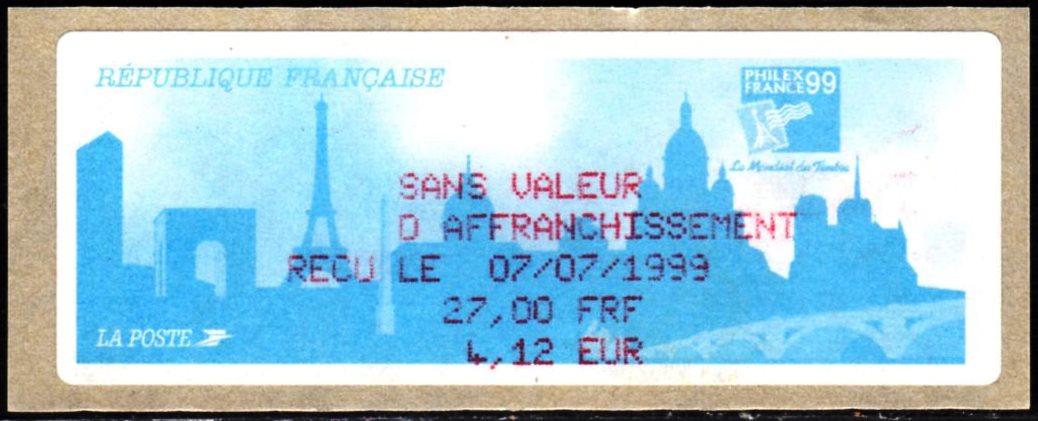 RÉPUBLIQUE FRANÇAISE
PHILEX
FRANCE 99
Le Mondial du Timbre
SANS VALEUR
D AFFRANCHISSEMENT
RECU LE 07/07/1999
27,00 FRF
4,12 EUR
LA POSTE